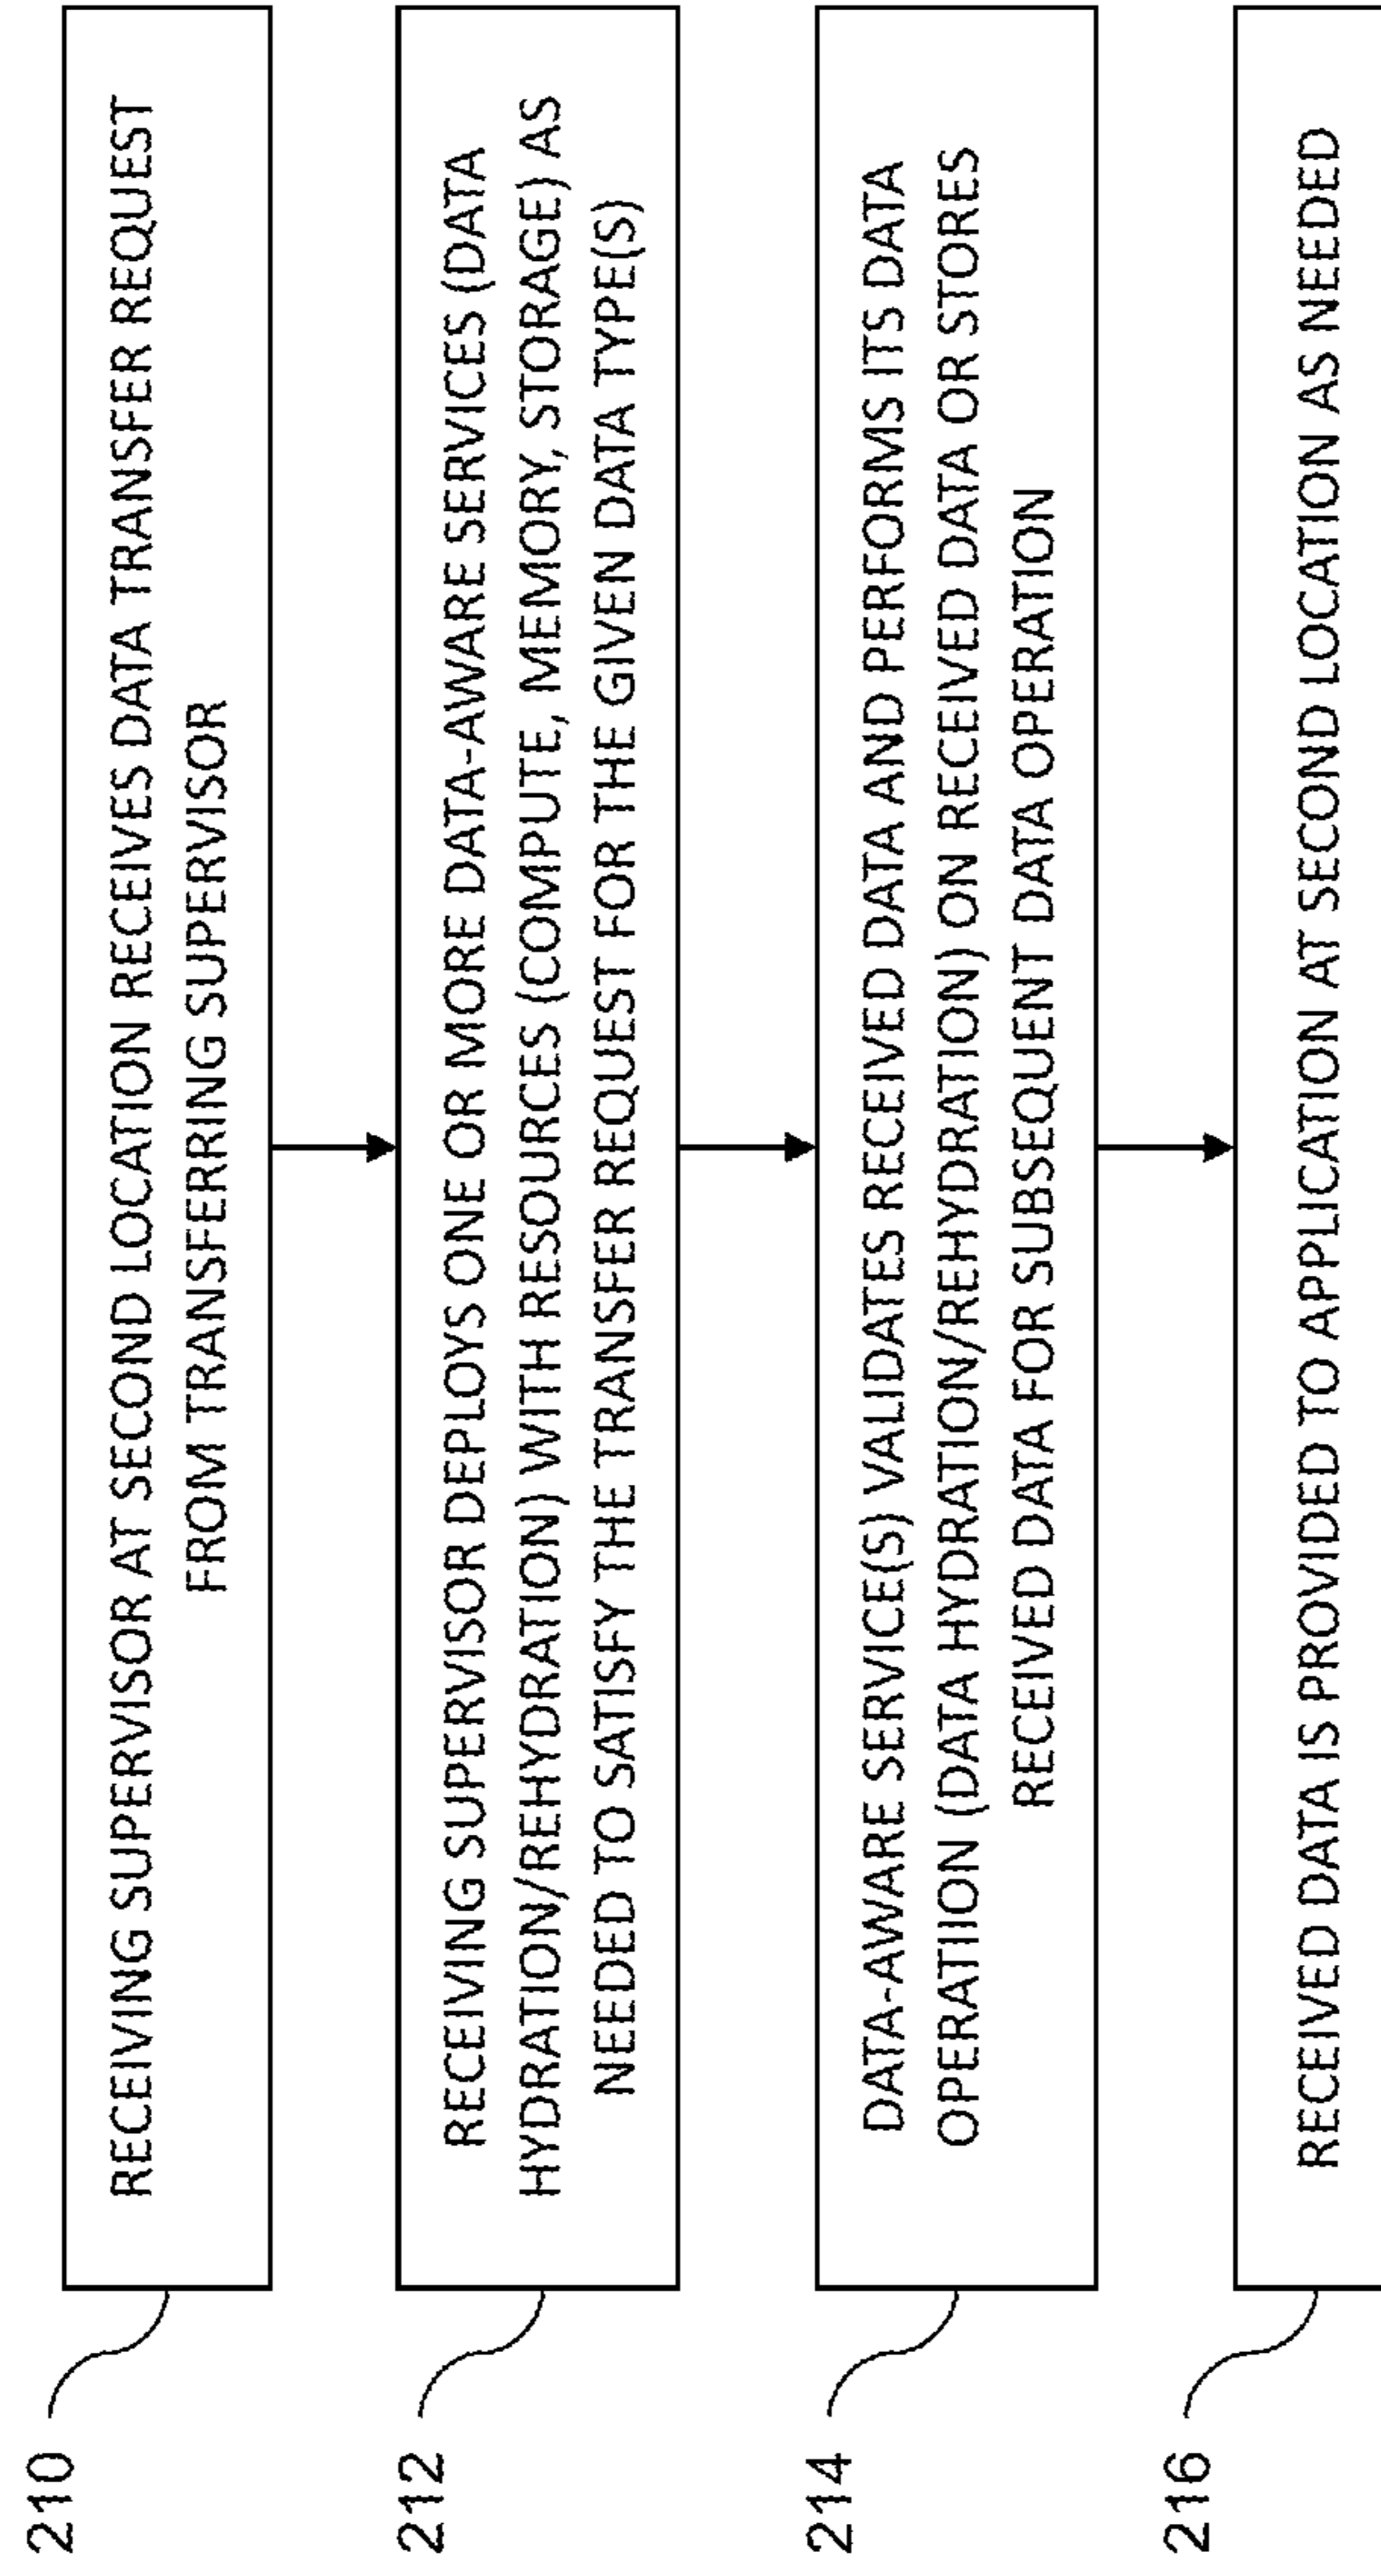 210
RECEIVING SUPERVISOR AT SECOND LOCATION RECEIVES DATA TRANSFER REQUEST
FROM TRANSFERRING SUPERVISOR
212
RECEIVING SUPERVISOR DEPLOYS ONE OR MORE DATA-AWARE SERVICES (DATA
HYDRATION/REHYDRATION) WITH RESOURCES (COMPUTE, MEMORY, STORAGE) AS
NEEDED TO SATISFY THE TRANSFER REQUEST FOR THE GIVEN DATA TYPE(S)
214
DATA-AWARE SERVICE(S) VALIDATES RECEIVED DATA AND PERFORMS ITS DATA
OPERATIION (DATA HYDRATION/REHYDRATION) ON RECEIVED DATA OR STORES
RECEIVED DATA FOR SUBSEQUENT DATA OPERATION
216
RECEIVED DATA IS PROVIDED TO APPLICATION AT SECOND LOCATION AS NEEDED